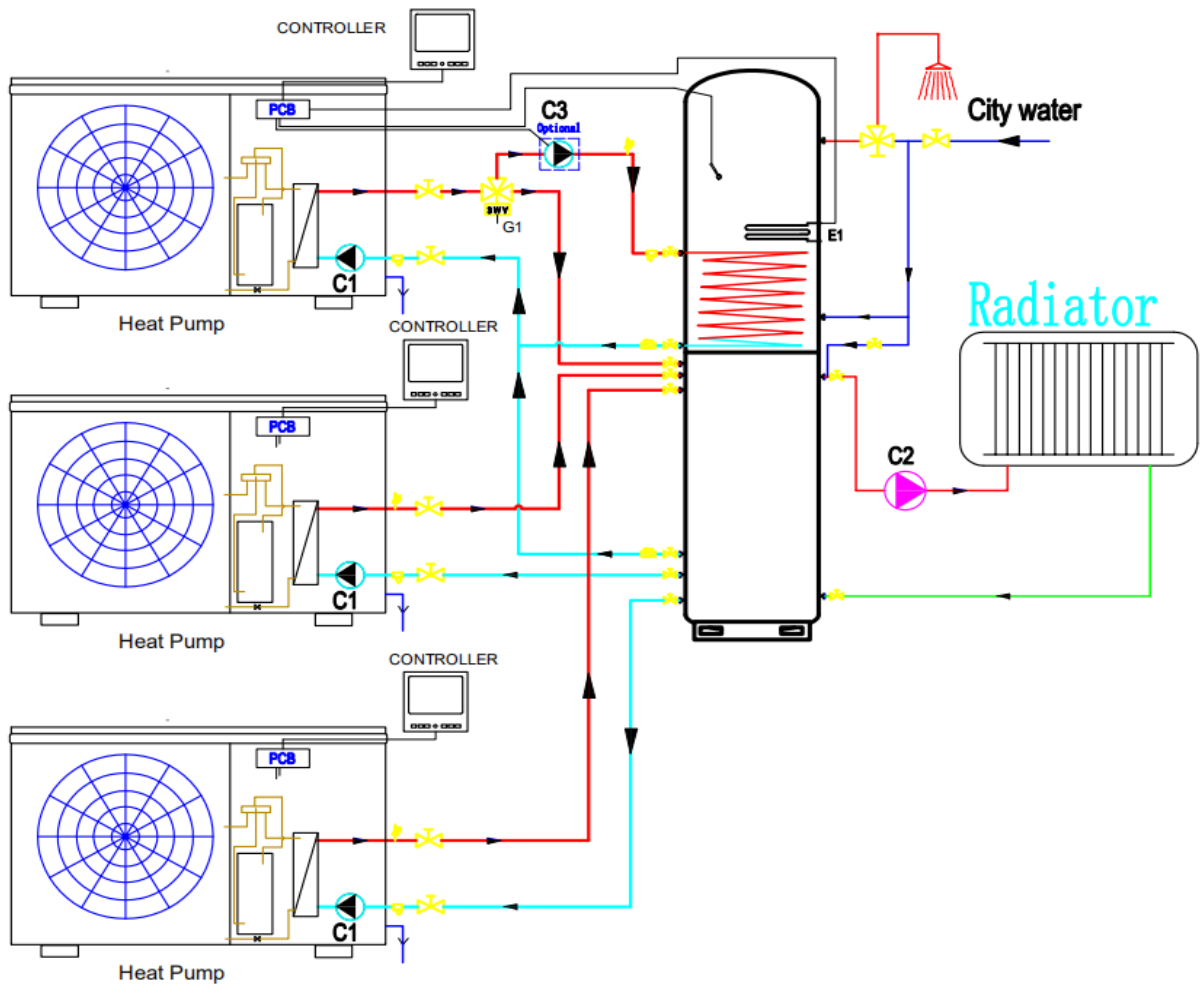 CONTROLLER
PCB
C3
Optional
City water
SWV
G1
E1
C1
Heat Pump
Radiator
CONTROLLER
PCB
C2
C1
Heat Pump
CONTROLLER
PCB
C1
Heat Pump